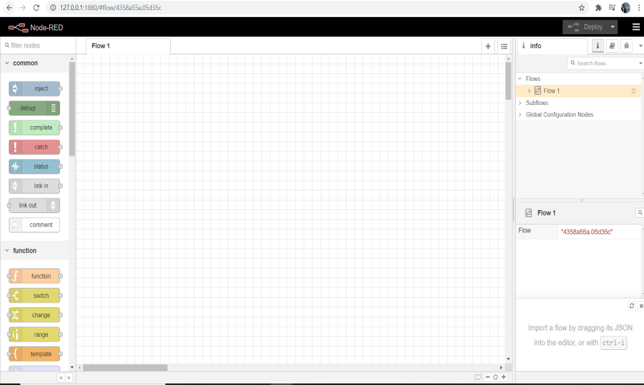 127.0.0.1:1880/#flow/4358a55a.05d35c
Node-RED
Deploy
filter nodes
Flow 1
info
Search flows
common
inject
debug
complete
catch
status
link in
link out
comment
function
function
switch
change
range
template
Flows
Flow 1
Subflows
Global Configuration Nodes
Flow 1
Flow
"4358a55a.05d35c"
Import a flow by dragging its JSON
into the editor, or with ctrl-i